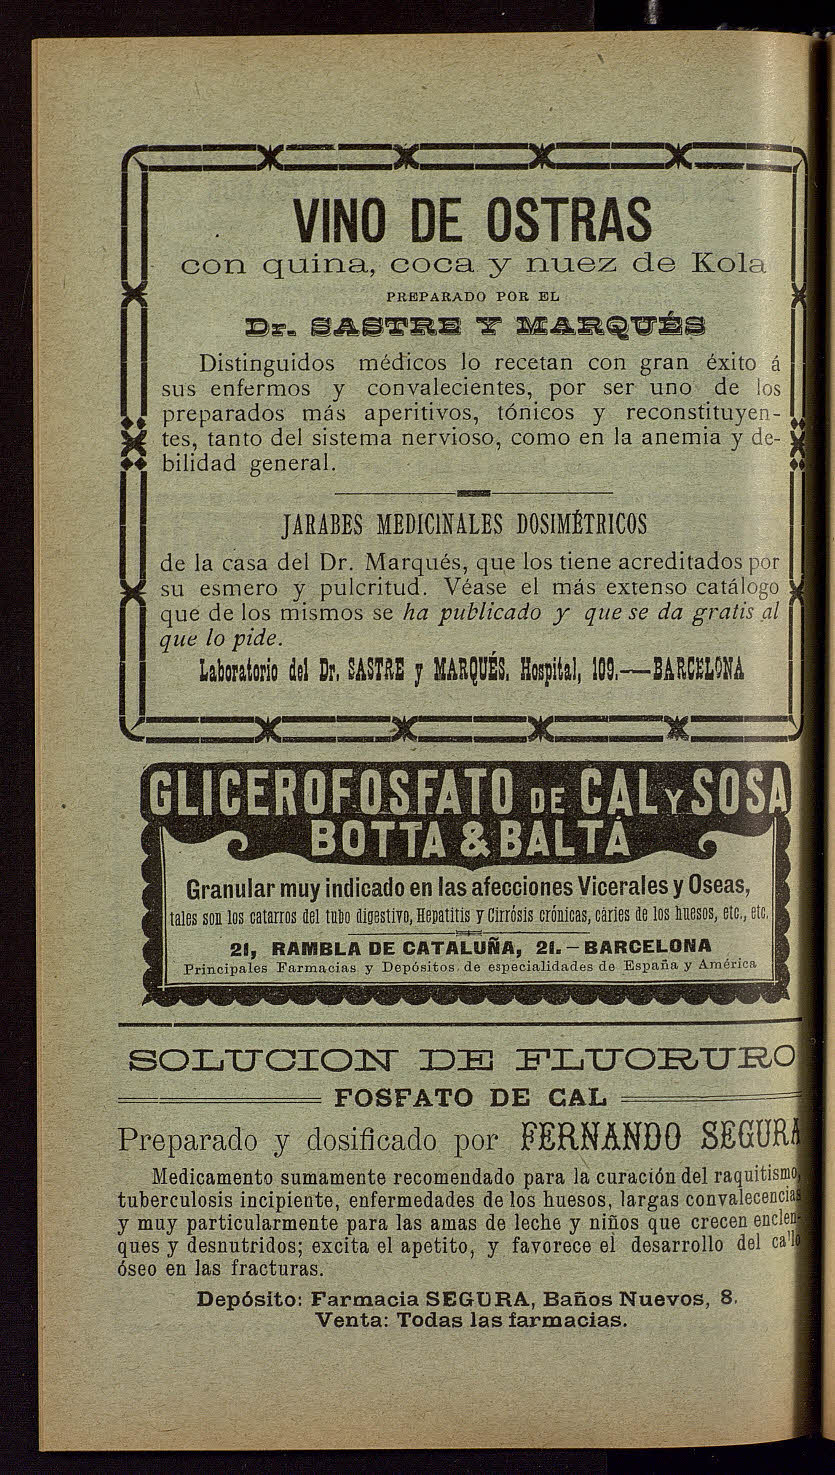 VINO DE OSTRAS
con quina, coca y nuez de Kola
PREPARADO POR EL
Dr. SASTRE Y MARQUÉS
Distinguidos médicos lo recetan con gran éxito á
sus enfermos y convalecientes, por ser uno de los
preparados más aperitivos, tónicos y reconstituyen-
tes, tanto del sistema nervioso, como en la anemia y de-
bilidad general.
JARABES MEDICINALES DOSIMÉTRICOS
de la casa del Dr. Marqués, que los tiene acreditados por
su esmero y pulcritud. Véase el más extenso catálogo
que de los mismos se ha publicado y que se da gratis al
que lo pide.
Laboratorio del Dr. SASTRE y MARQUÉS. Hospital, 109.—BARCELONA
GLICEROFOSFATO DE CAL Y SOSA
BOTTA & BALTÁ
Granular muy indicado en las afecciones Vicerales y Oseas,
tales son los catarros del tubo digestivo, Hepatitis y Cirrósis crónicas, cáries de los huesos, etc., etc.
21, RAMBLA DE CATALUÑA, 21.—BARCELONA
Principales Farmacias y Depósitos de especialidades de España y América
SOLUCION DE FLUORURO
FOSFATO DE CAL
Preparado y dosificado por FERNANDO SEGURA
Medicamento sumamente recomendado para la curación del raquitismo,
tuberculosis incipiente, enfermedades de los huesos, largas convalecencias
y muy particularmente para las amas de leche y niños que crecen enclen-
ques y desnutridos; excita el apetito, y favorece el desarrollo del callo
óseo en las fracturas.
Depósito: Farmacia SEGURA, Baños Nuevos, 8.
Venta: Todas las farmacias.